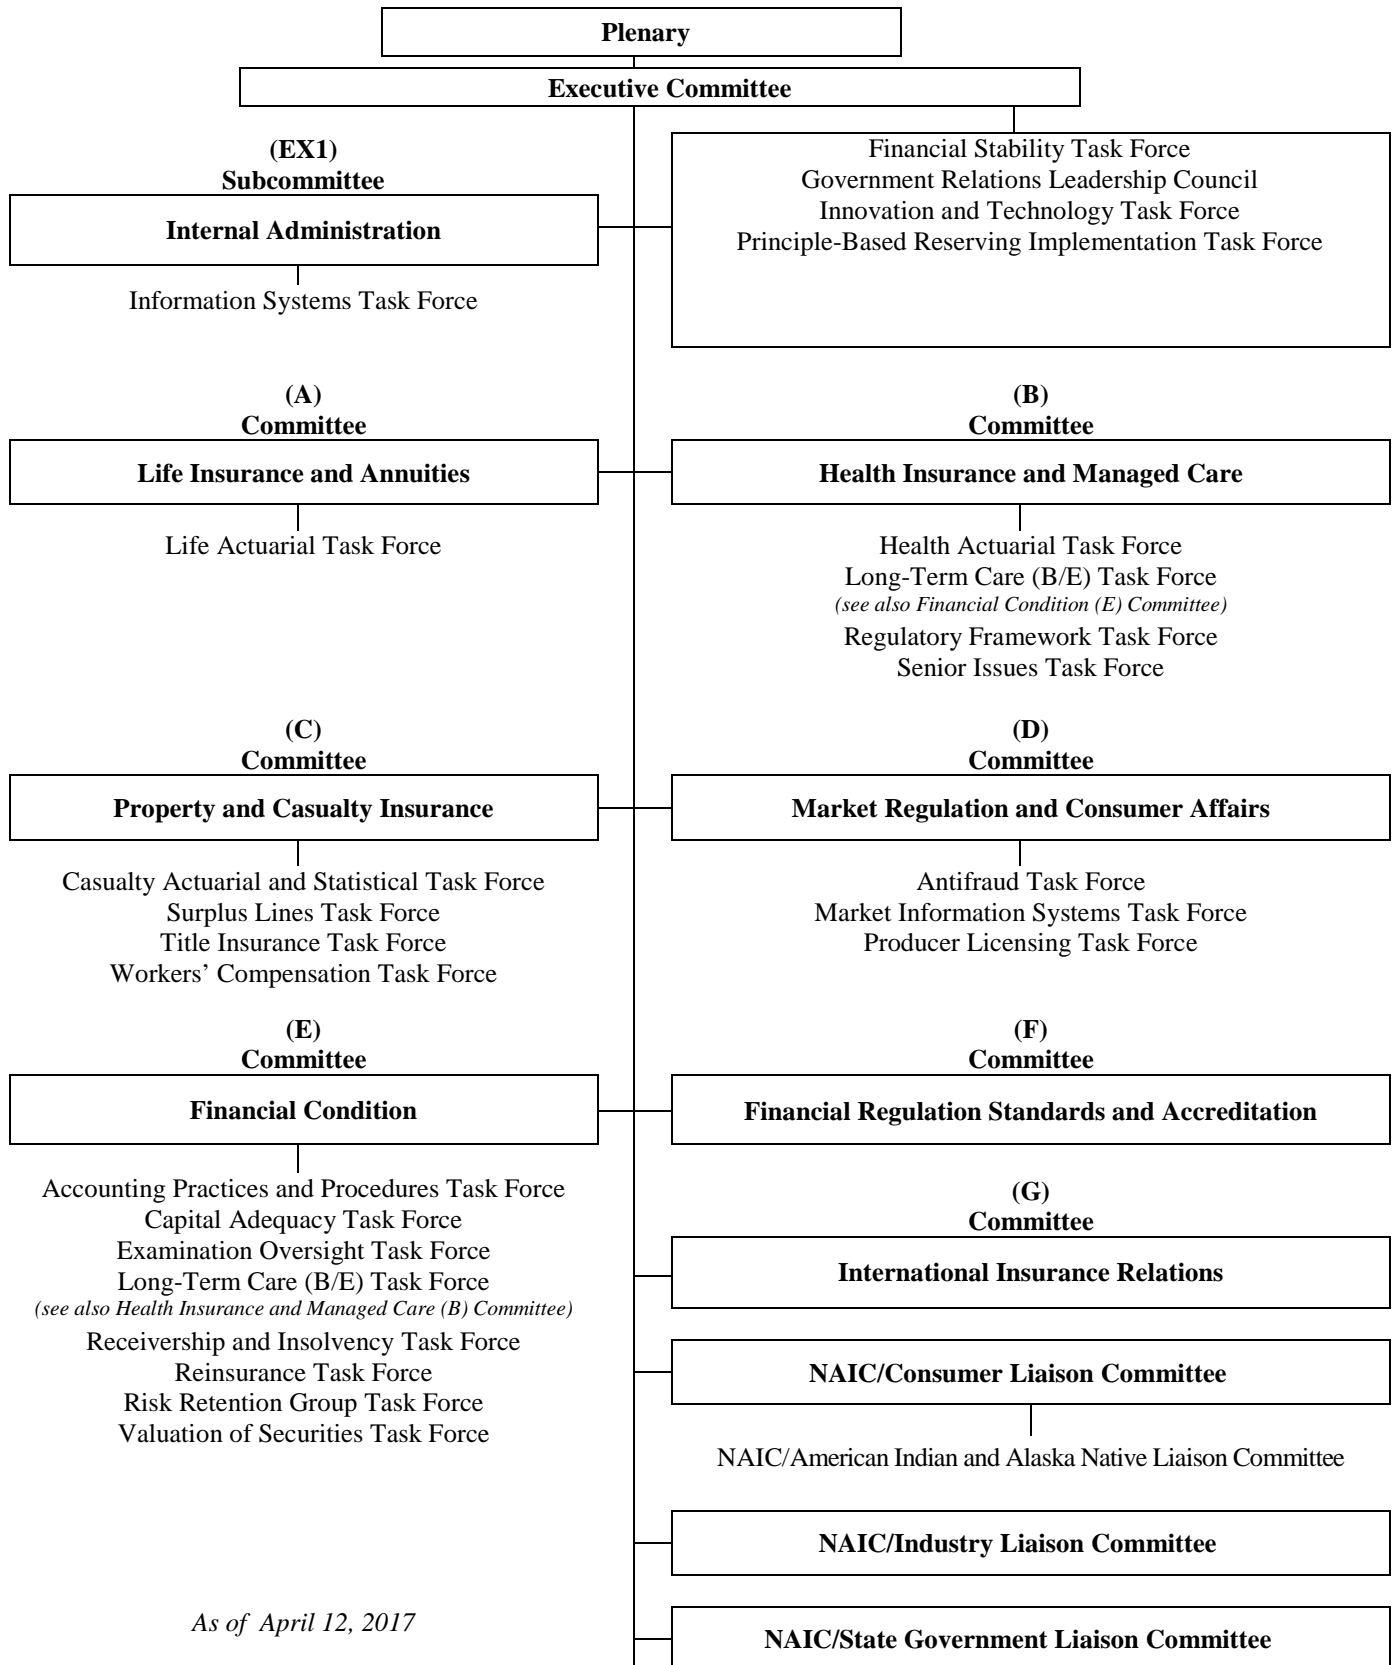 Plenary
Executive Committee
(EX1)
Subcommittee
Internal Administration
Information Systems Task Force
Financial Stability Task Force
Government Relations Leadership Council
Innovation and Technology Task Force
Principle-Based Reserving Implementation Task Force
(A)
Committee
Life Insurance and Annuities
Life Actuarial Task Force
(B)
Committee
Health Insurance and Managed Care
Health Actuarial Task Force
Long-Term Care (B/E) Task Force
(see also Financial Condition (E) Committee)
Regulatory Framework Task Force
Senior Issues Task Force
(C)
Committee
Property and Casualty Insurance
Casualty Actuarial and Statistical Task Force
Surplus Lines Task Force
Title Insurance Task Force
Workers’ Compensation Task Force
(D)
Committee
Market Regulation and Consumer Affairs
Antifraud Task Force
Market Information Systems Task Force
Producer Licensing Task Force
(E)
Committee
Financial Condition
Accounting Practices and Procedures Task Force
Capital Adequacy Task Force
Examination Oversight Task Force
Long-Term Care (B/E) Task Force
(see also Health Insurance and Managed Care (B) Committee)
Receivership and Insolvency Task Force
Reinsurance Task Force
Risk Retention Group Task Force
Valuation of Securities Task Force
(F)
Committee
Financial Regulation Standards and Accreditation
(G)
Committee
International Insurance Relations
NAIC/Consumer Liaison Committee
NAIC/American Indian and Alaska Native Liaison Committee
NAIC/Industry Liaison Committee
NAIC/State Government Liaison Committee
As of April 12, 2017